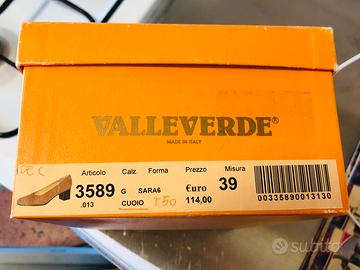 VALLEVERDE®
MADE IN ITALY
Articolo Calz. Forma Prezzo Misura
3589 G SARA6 €uro 39
.013 CUOIO T.50 114,00
00335890013130
subito